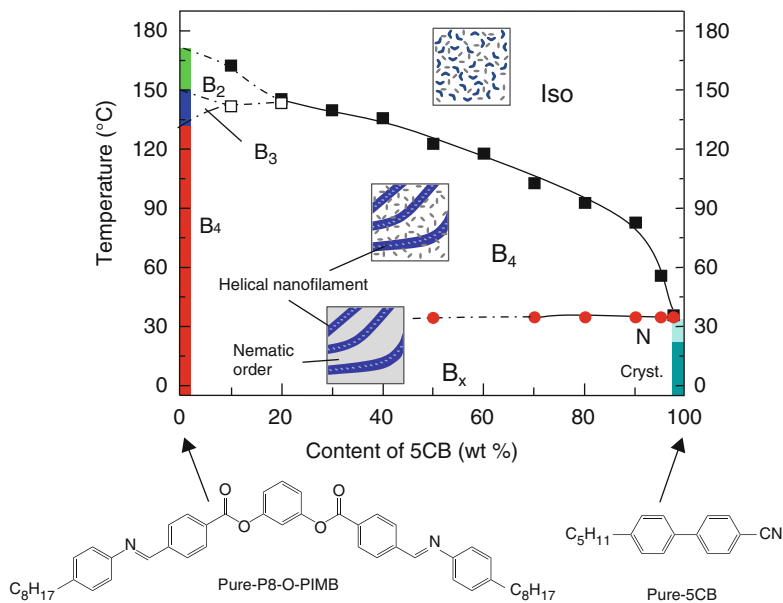 180
150
120
90
60
30
0
Temperature (°C)
B2
B3
B4
Iso
B4
Helical nanofilament
Nematic
order
Bx
N
Cryst.
180
150
120
90
60
30
0
0 20 40 60 80 100
Content of 5CB (wt %)
O O
O O
N N
C8H17 C8H17
Pure-P8-O-PIMB
C5H11 CN
Pure-5CB